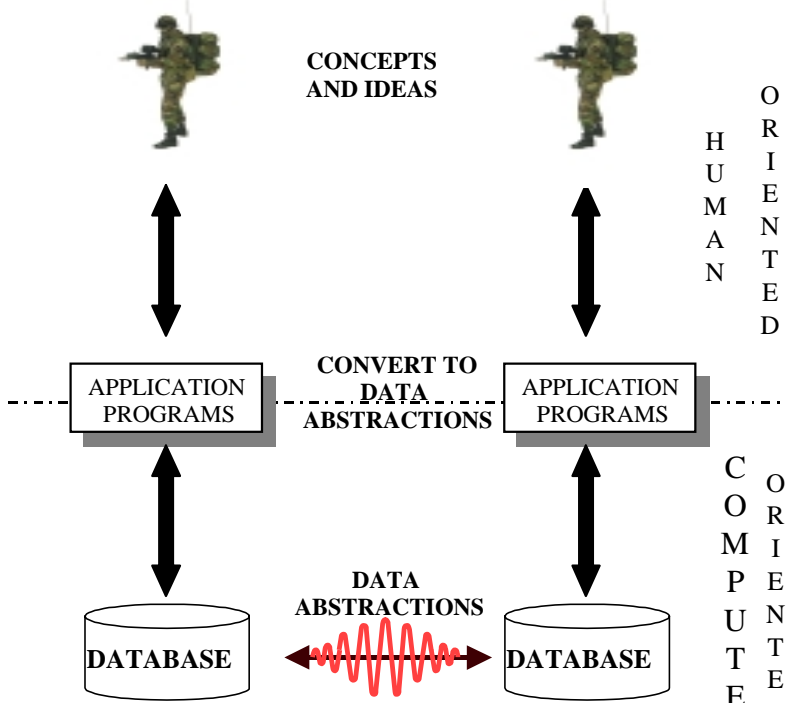 CONCEPTS
AND IDEAS
HUMAN
ORIENTED
APPLICATION
PROGRAMS
CONVERT TO
DATA
ABSTRACTIONS
APPLICATION
PROGRAMS
COMPUTE
ORIENTE
DATA
ABSTRACTIONS
DATABASE
DATABASE